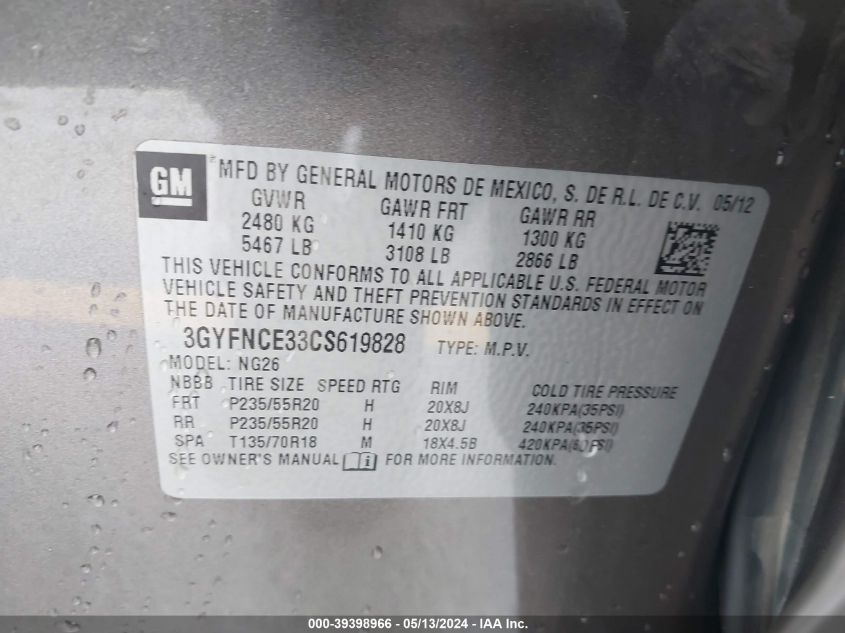 GM
MFD BY GENERAL MOTORS DE MEXICO, S. DE R.L. DE C.V. 05/12
GVWR GAWR FRT GAWR RR
2480 KG 1410 KG 1300 KG
5467 LB 3108 LB 2866 LB
THIS VEHICLE CONFORMS TO ALL APPLICABLE U.S. FEDERAL MOTOR
VEHICLE SAFETY AND THEFT PREVENTION STANDARDS IN EFFECT ON
THE DATE OF MANUFACTURE SHOWN ABOVE.
3GYFNCE33CS619828 TYPE: M.P.V.
MODEL: NG26
NBBB TIRE SIZE SPEED RTG RIM COLD TIRE PRESSURE
FRT P235/55R20 H 20X8J 240KPA(35PSI)
RR P235/55R20 H 20X8J 240KPA(35PSI)
SPA T135/70R18 M 18X4.5B 420KPA(60PSI)
SEE OWNER'S MANUAL i FOR MORE INFORMATION.
000-39398966 - 05/13/2024 - IAA Inc.